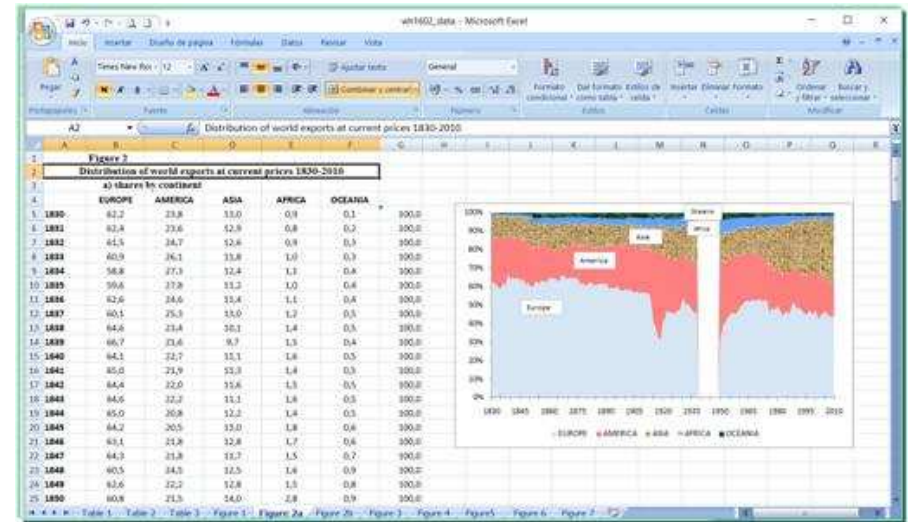 wh1602_data - Microsoft Excel
Inicio Insertar Diseño de página Fórmulas Datos Revisar Vista
Times New Ro 12 Ajustar texto General
Pegar Combinar y centrar Formato condicional Dar formato como tabla Estilos de celda Insertar Eliminar Formato Ordenar y filtrar Buscar y seleccionar
Portapapeles Fuente Alineación Número Estilos Celdas Modificar
A2 fx Distribution of world exports at current prices 1830-2010
Figure 2
Distribution of world exports at current prices 1830-2010
a) shares by continent
EUROPE AMERICA ASIA AFRICA OCEANIA
1830 62,2 23,8 13,0 0,9 0,1 100,0
1831 62,4 23,6 12,9 0,8 0,2 100,0
1832 61,5 24,7 12,6 0,9 0,3 100,0
1833 60,9 26,1 11,8 1,0 0,3 100,0
1834 58,8 27,3 12,4 1,1 0,4 100,0
1835 59,6 27,8 11,2 1,0 0,4 100,0
1836 62,6 24,6 11,4 1,1 0,4 100,0
1837 60,1 25,3 13,0 1,2 0,5 100,0
1838 64,6 23,4 10,1 1,4 0,5 100,0
1839 66,7 21,6 9,7 1,5 0,4 100,0
1840 64,1 22,7 11,1 1,6 0,5 100,0
1841 65,0 21,9 11,3 1,4 0,5 100,0
1842 64,4 22,0 11,6 1,5 0,5 100,0
1843 64,6 22,2 11,1 1,6 0,5 100,0
1844 65,0 20,8 12,2 1,4 0,5 100,0
1845 64,2 20,5 13,0 1,8 0,6 100,0
1846 63,1 21,8 12,8 1,7 0,6 100,0
1847 64,3 21,8 11,7 1,5 0,7 100,0
1848 60,5 24,5 12,5 1,6 0,9 100,0
1849 62,6 22,2 12,8 1,5 0,8 100,0
1850 60,8 21,5 14,0 2,8 0,9 100,0
100%
90%
80%
70%
60%
50%
40%
30%
20%
10%
0%
Oceania
Africa
Asia
America
Europe
1830 1845 1860 1875 1890 1905 1920 1935 1950 1965 1980 1995 2010
EUROPE AMERICA ASIA AFRICA OCEANIA
Table 1 Table 2 Table 3 Figure 1 Figure 2a Figure 2b Figure 3 Figure 4 Figure5 Figure 6 Figure 7